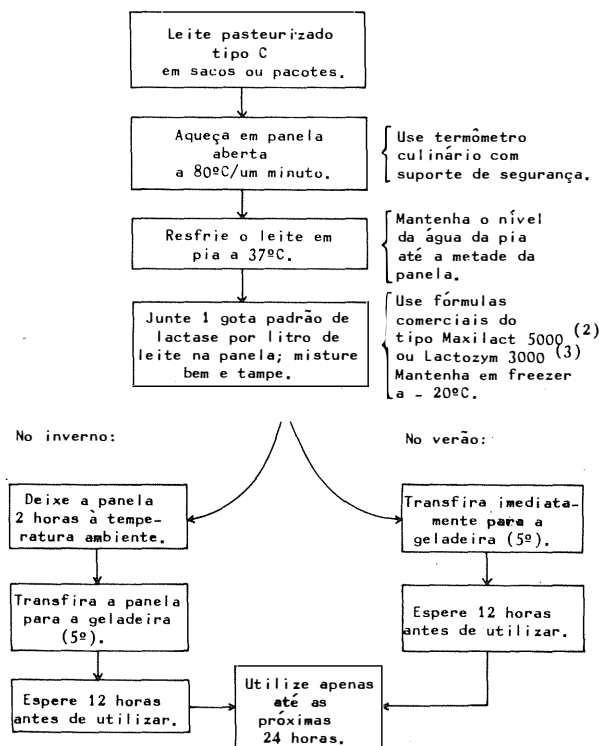 Leite pasteurizado
tipo C
em sacos ou pacotes.
Aqueça em panela
aberta
a 80ºC/um minuto.
Use termômetro
culinário com
suporte de segurança.
Resfrie o leite em
pia a 37ºC.
Mantenha o nível
da água da pia
até a metade da
panela.
Junte 1 gota padrão de
lactase por litro de
leite na panela; misture
bem e tampe.
Use fórmulas
comerciais do
tipo Maxilact 5000 (2)
ou Lactozym 3000 (3)
Mantenha em freezer
a - 20ºC.
No inverno:
Deixe a panela
2 horas à tempe-
ratura ambiente.
Transfira a panela
para a geladeira
(5º).
Espere 12 horas
antes de utilizar.
No verão:
Transfira imediata-
mente para a
geladeira (5º).
Espere 12 horas
antes de utilizar.
Utilize apenas
até as
próximas
24 horas.